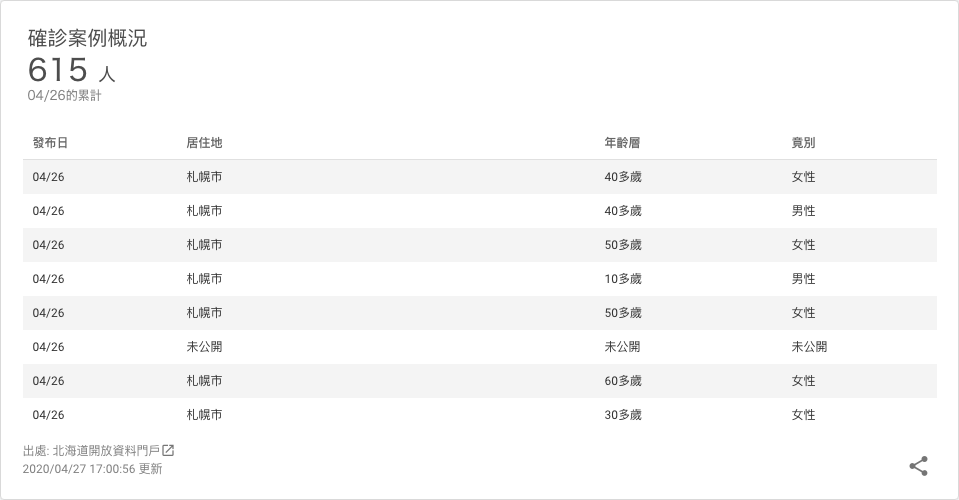 確診案例概況
615 人
04/26的累計
發布日 居住地 年齡層 竟別
04/26 札幌市 40多歲 女性
04/26 札幌市 40多歲 男性
04/26 札幌市 50多歲 女性
04/26 札幌市 10多歲 男性
04/26 札幌市 50多歲 女性
04/26 未公開 未公開 未公開
04/26 札幌市 60多歲 女性
04/26 札幌市 30多歲 女性
出處: 北海道開放資料門戶
2020/04/27 17:00:56 更新